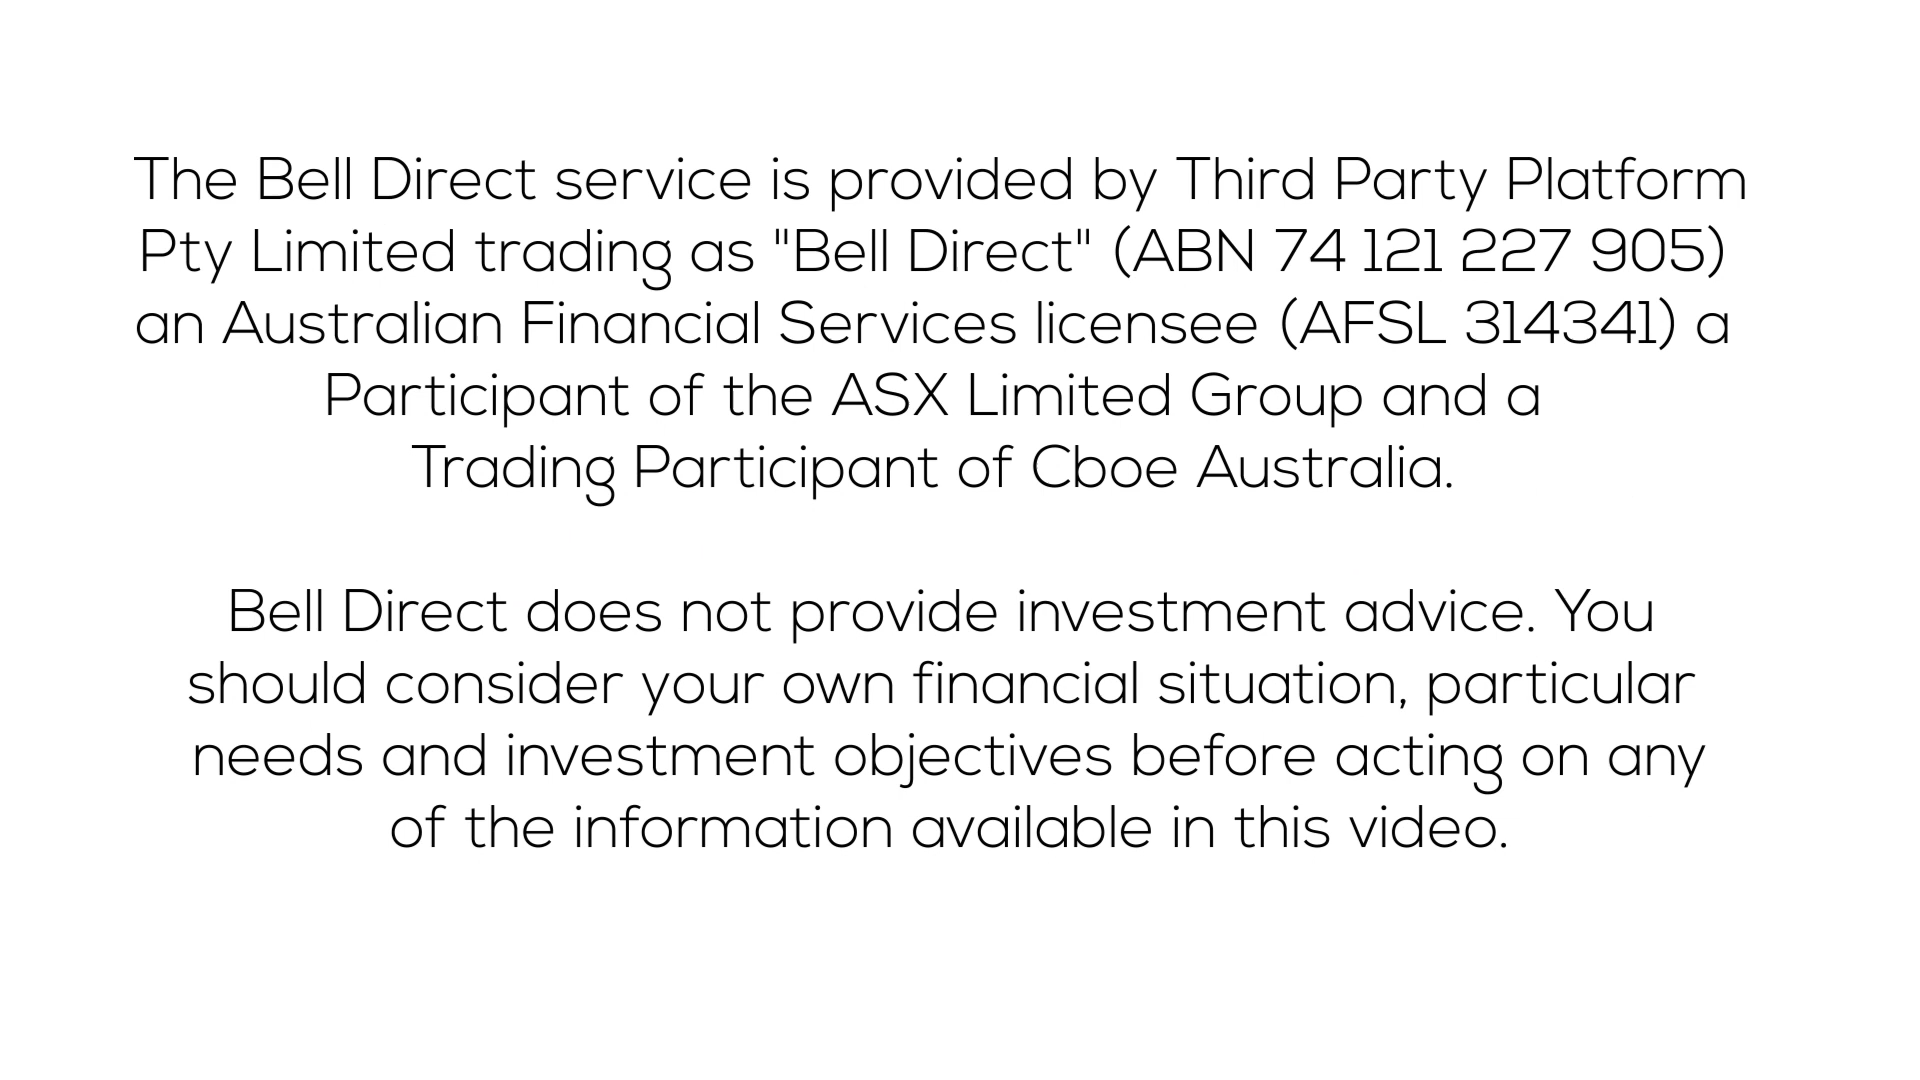 The Bell Direct service is provided by Third Party Platform
Pty Limited trading as "Bell Direct" (ABN 74 121 227 905)
an Australian Financial Services licensee (AFSL 314341) a
Participant of the ASX Limited Group and a
Trading Participant of Cboe Australia.
Bell Direct does not provide investment advice. You
should consider your own financial situation, particular
needs and investment objectives before acting on any
of the information available in this video.